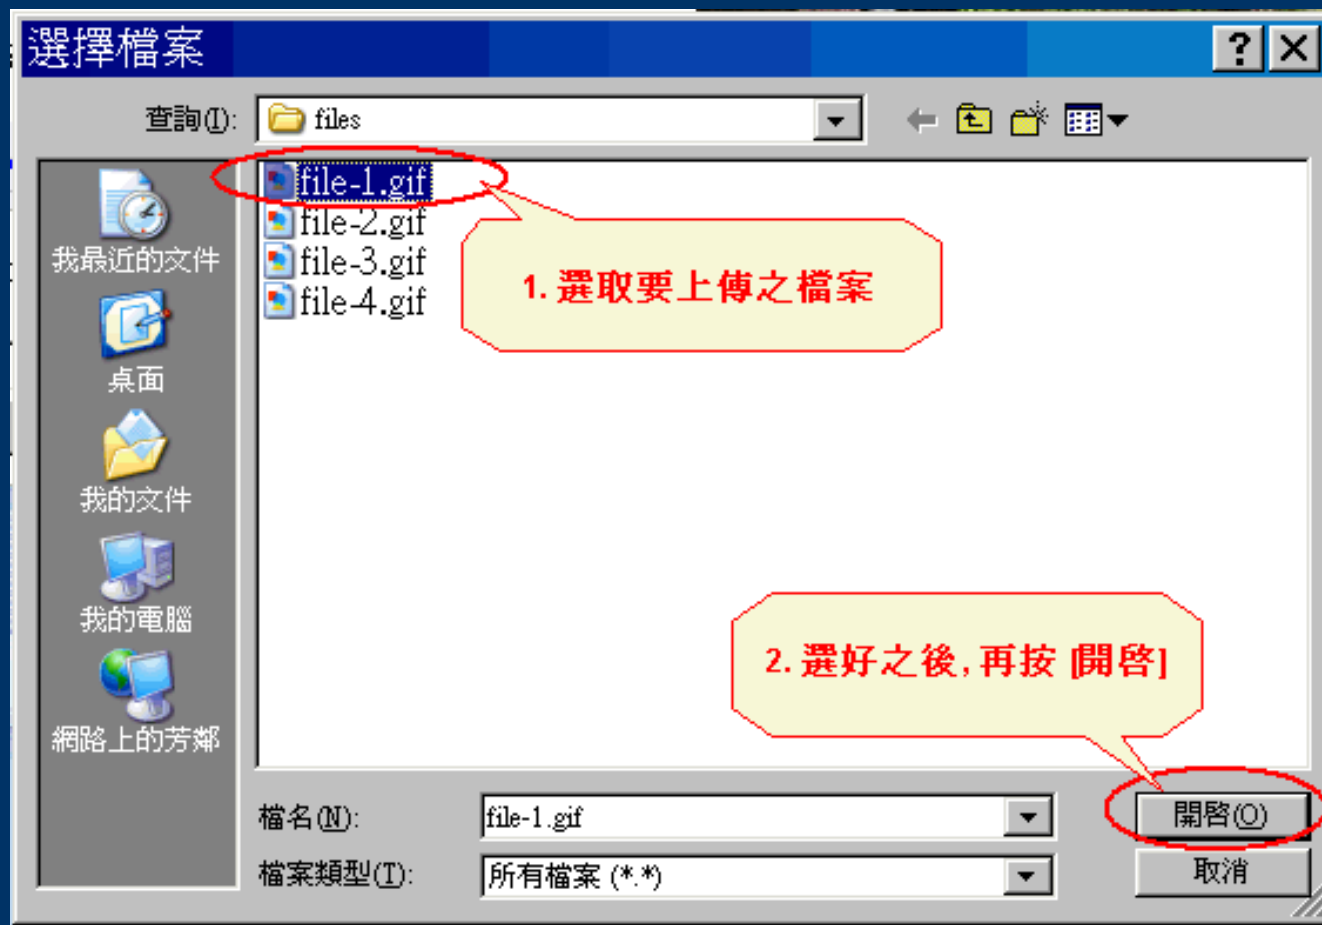 選擇檔案
查詢(I):
files
我最近的文件
桌面
我的文件
我的電腦
網路上的芳鄰
file-1.gif
file-2.gif
file-3.gif
file-4.gif
1. 選取要上傳之檔案
2. 選好之後, 再按 [開啓]
檔名(N):
file-1.gif
開啓(O)
檔案類型(T):
所有檔案 (*.*)
取消